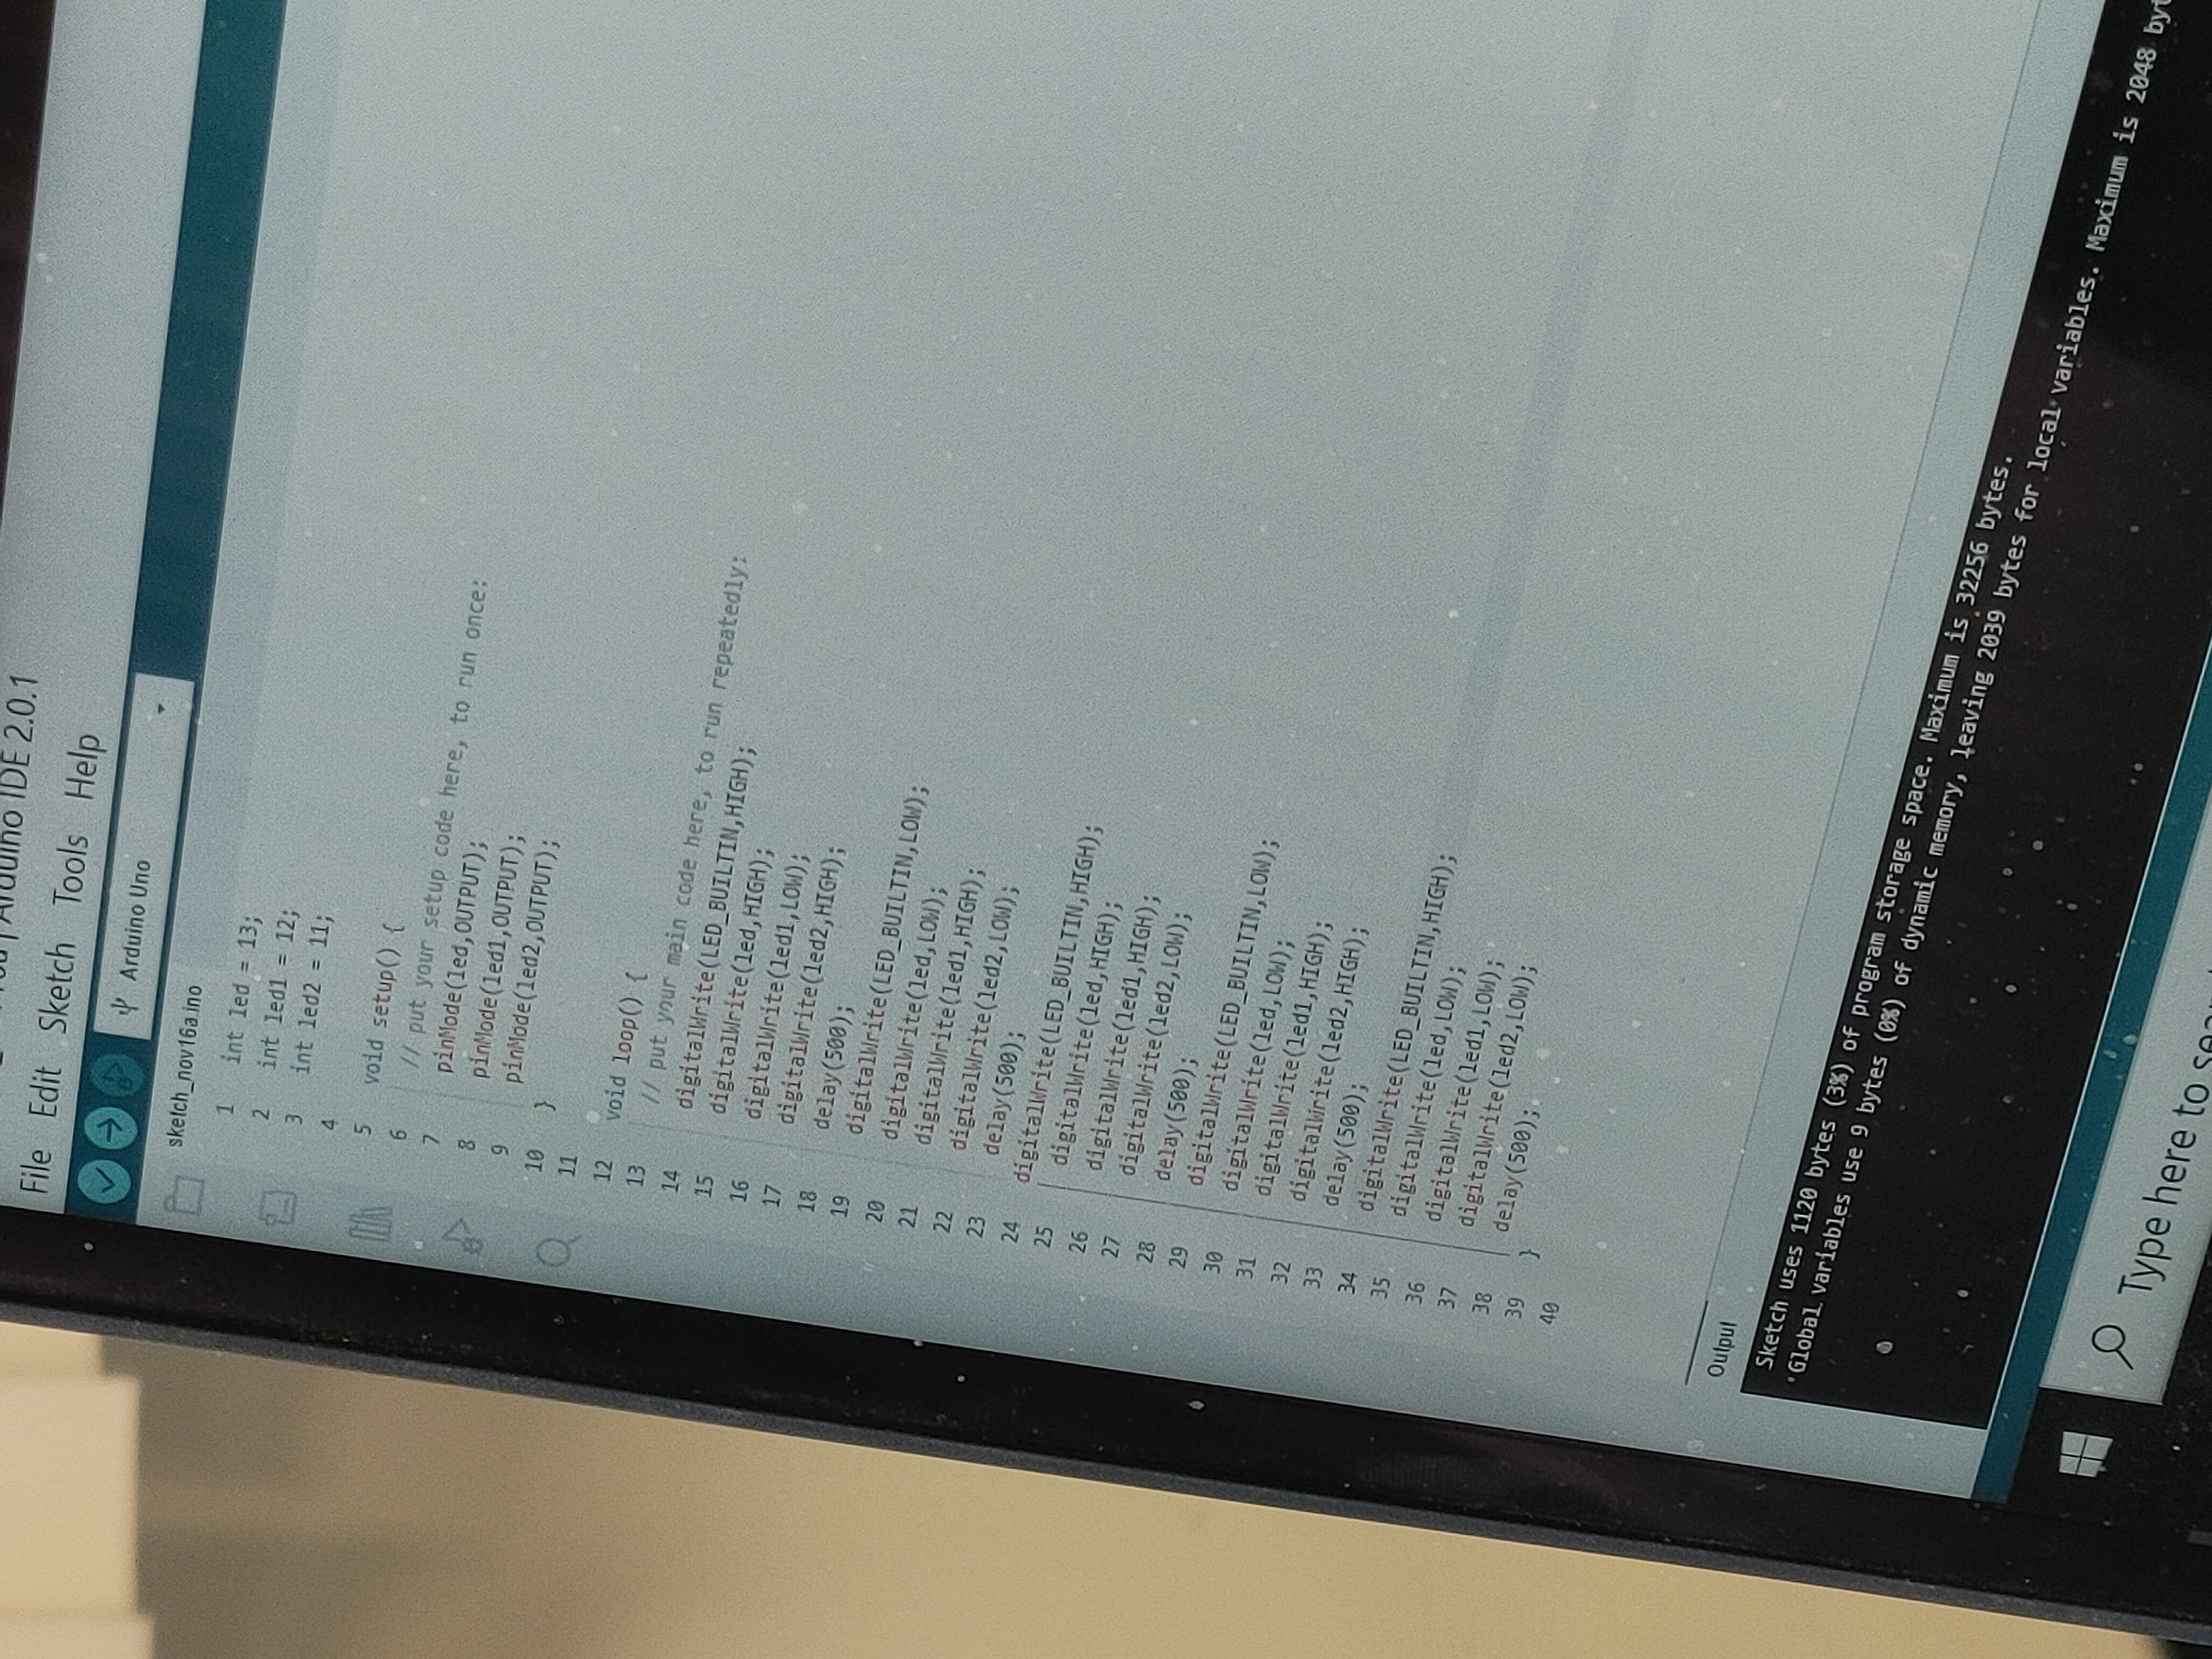 | Arduino IDE 2.0.1
File Edit Sketch Tools Help
Arduino Uno
sketch_nov16a.ino
1 int led = 13;
2 int led1 = 12;
3 int led2 = 11;
4
5 void setup() {
6 // put your setup code here, to run once:
7 pinMode(led,OUTPUT);
8 pinMode(led1,OUTPUT);
9 pinMode(led2,OUTPUT);
10 }
11
12 void loop() {
13 // put your main code here, to run repeatedly:
14 digitalWrite(LED_BUILTIN,HIGH);
15 digitalWrite(led,HIGH);
16 digitalWrite(led1,LOW);
17 digitalWrite(led2,HIGH);
18 delay(500);
19 digitalWrite(LED_BUILTIN,LOW);
20 digitalWrite(led,LOW);
21 digitalWrite(led1,HIGH);
22 digitalWrite(led2,LOW);
23 delay(500);
24 digitalWrite(LED_BUILTIN,HIGH);
25 digitalWrite(led,HIGH);
26 digitalWrite(led1,HIGH);
27 digitalWrite(led2,LOW);
28 delay(500);
29 digitalWrite(LED_BUILTIN,LOW);
30 digitalWrite(led,LOW);
31 digitalWrite(led1,HIGH);
32 digitalWrite(led2,HIGH);
33 delay(500);
34 digitalWrite(LED_BUILTIN,HIGH);
35 digitalWrite(led,LOW);
36 digitalWrite(led1,LOW);
37 digitalWrite(led2,LOW);
38 delay(500);
39 }
40
Output
Sketch uses 1120 bytes (3%) of program storage space. Maximum is 32256 bytes.
Global variables use 9 bytes (0%) of dynamic memory, leaving 2039 bytes for local variables. Maximum is 2048 byt
Type here to sear